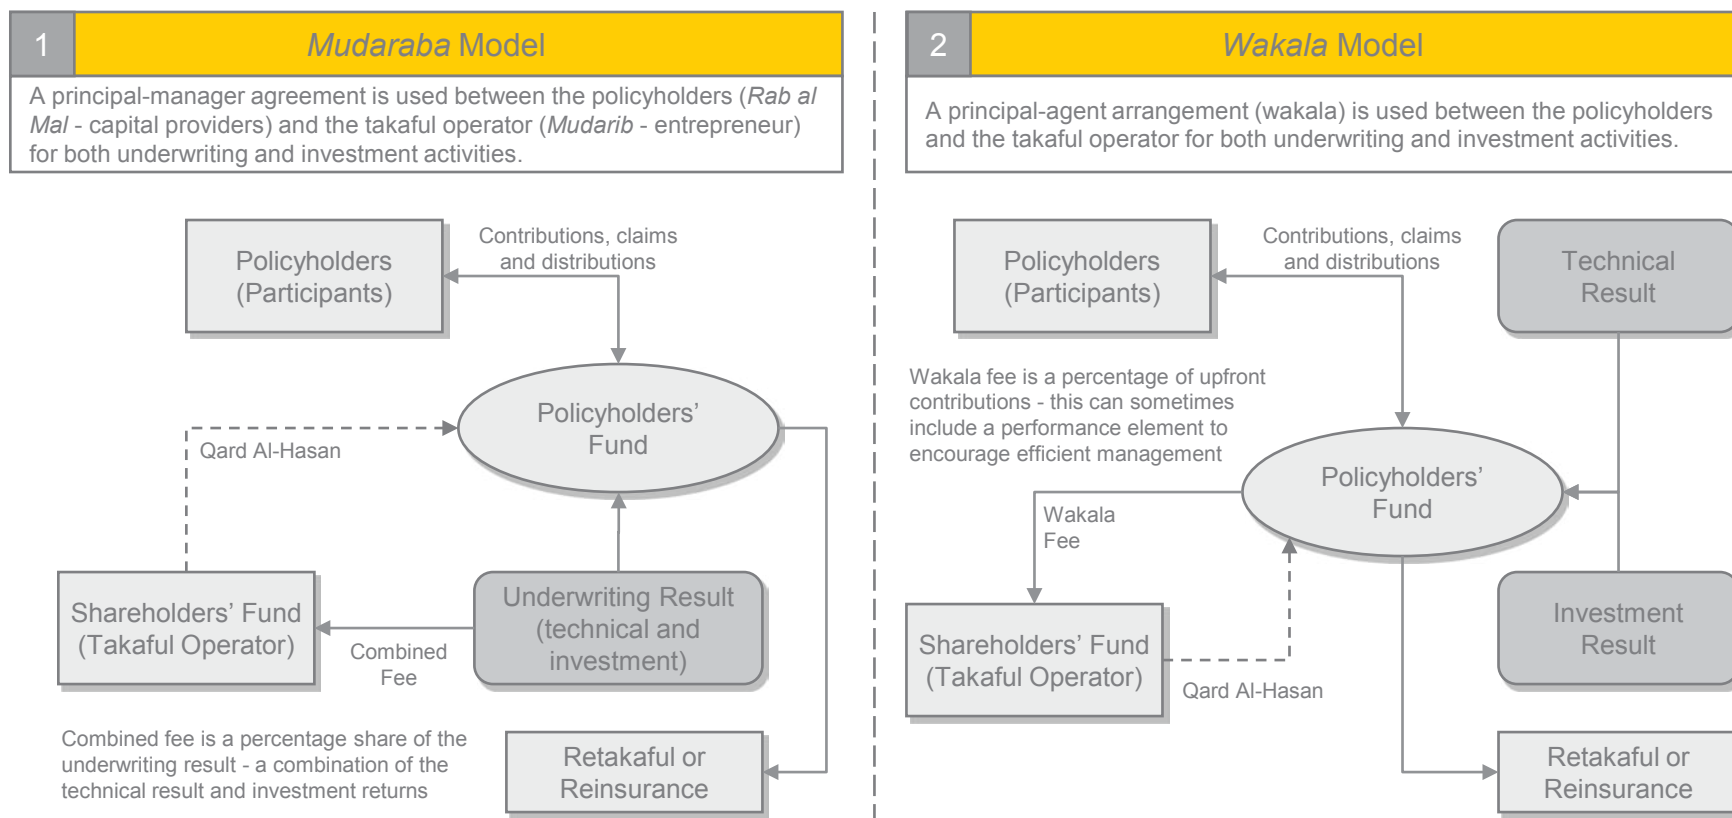 1
Mudaraba Model
A principal-manager agreement is used between the policyholders (Rab al
Mal - capital providers) and the takaful operator (Mudarib - entrepreneur)
for both underwriting and investment activities.
Policyholders
(Participants)
Contributions, claims
and distributions
Policyholders’
Fund
Qard Al-Hasan
Shareholders’ Fund
(Takaful Operator)
Combined
Fee
Underwriting Result
(technical and
investment)
Combined fee is a percentage share of the
underwriting result - a combination of the
technical result and investment returns
Retakaful or
Reinsurance
2
Wakala Model
A principal-agent arrangement (wakala) is used between the policyholders
and the takaful operator for both underwriting and investment activities.
Policyholders
(Participants)
Contributions, claims
and distributions
Technical
Result
Wakala fee is a percentage of upfront
contributions - this can sometimes
include a performance element to
encourage efficient management
Policyholders’
Fund
Wakala
Fee
Shareholders’ Fund
(Takaful Operator)
Qard Al-Hasan
Investment
Result
Retakaful or
Reinsurance